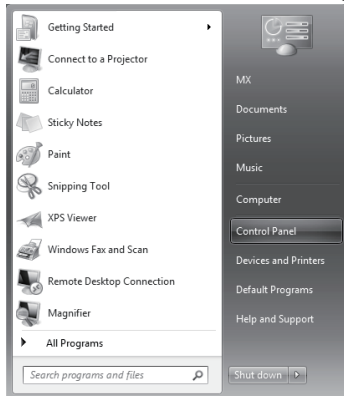 Getting Started
Connect to a Projector
Calculator
Sticky Notes
Paint
Snipping Tool
XPS Viewer
Windows Fax and Scan
Remote Desktop Connection
Magnifier
All Programs
Search programs and files
MX
Documents
Pictures
Music
Computer
Control Panel
Devices and Printers
Default Programs
Help and Support
Shut down